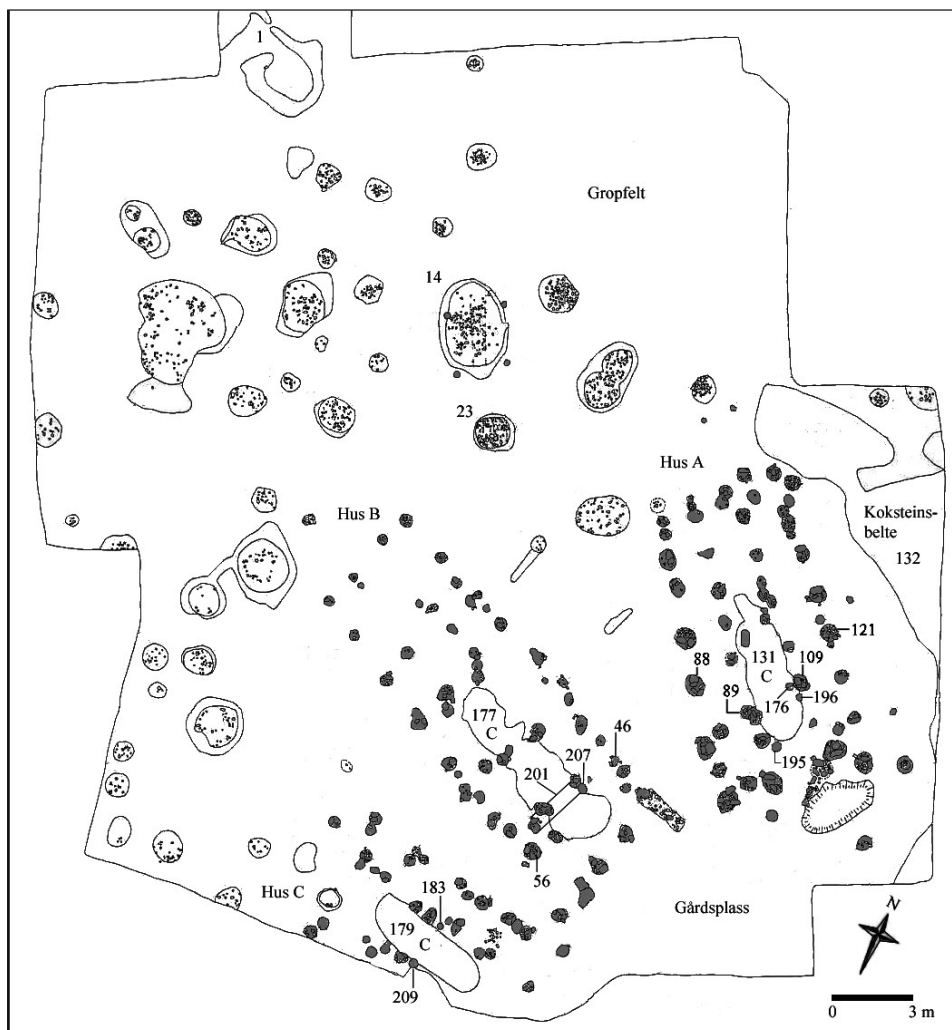 1
Gropfelt
14
23
Hus A
Hus B
Koksteins-
belte
132
121
88
131
C
109
89
176
196
177
C
46
207
201
195
56
Hus C
183
179
C
Gårdsplass
209
N
0
3 m